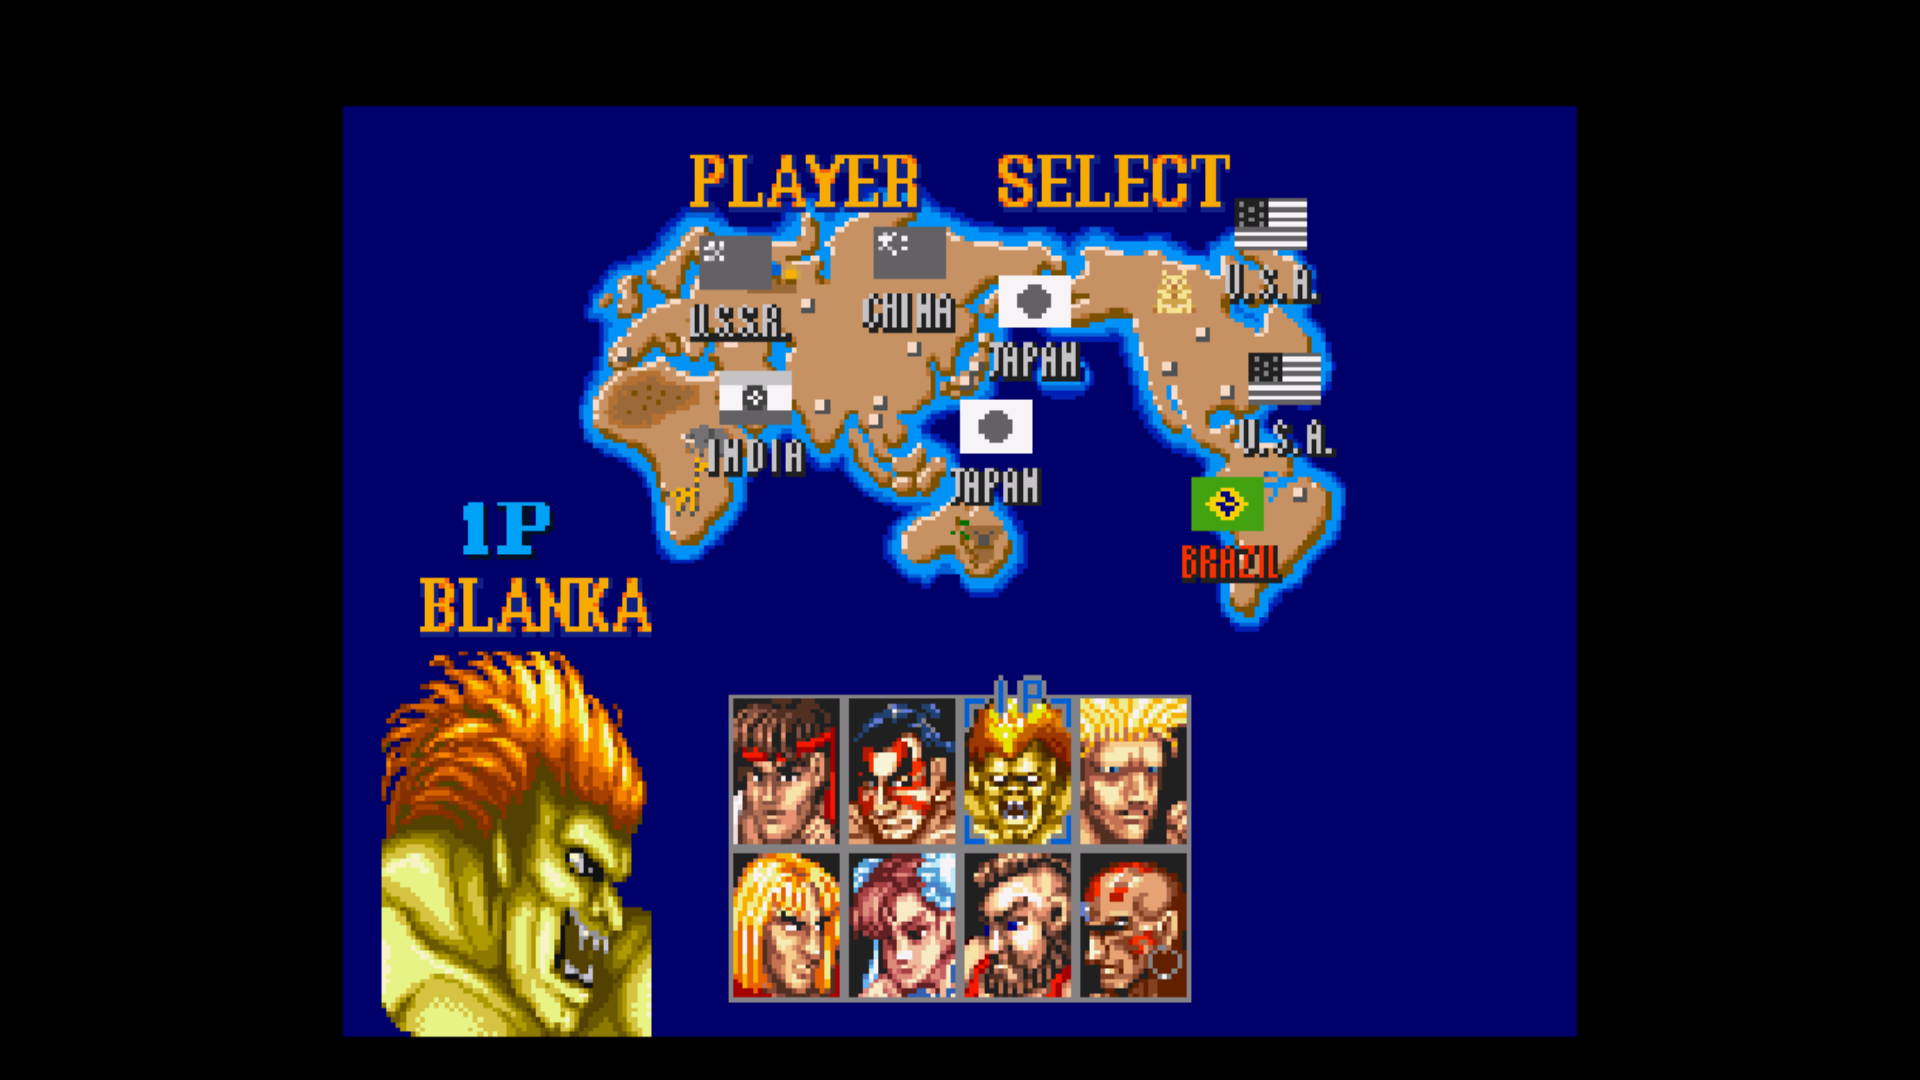 PLAYER SELECT
U.S.A.
U.S.S.R.
CHINA
JAPAN
U.S.A.
INDIA
JAPAN
BRAZIL
1P
BLANKA
1P